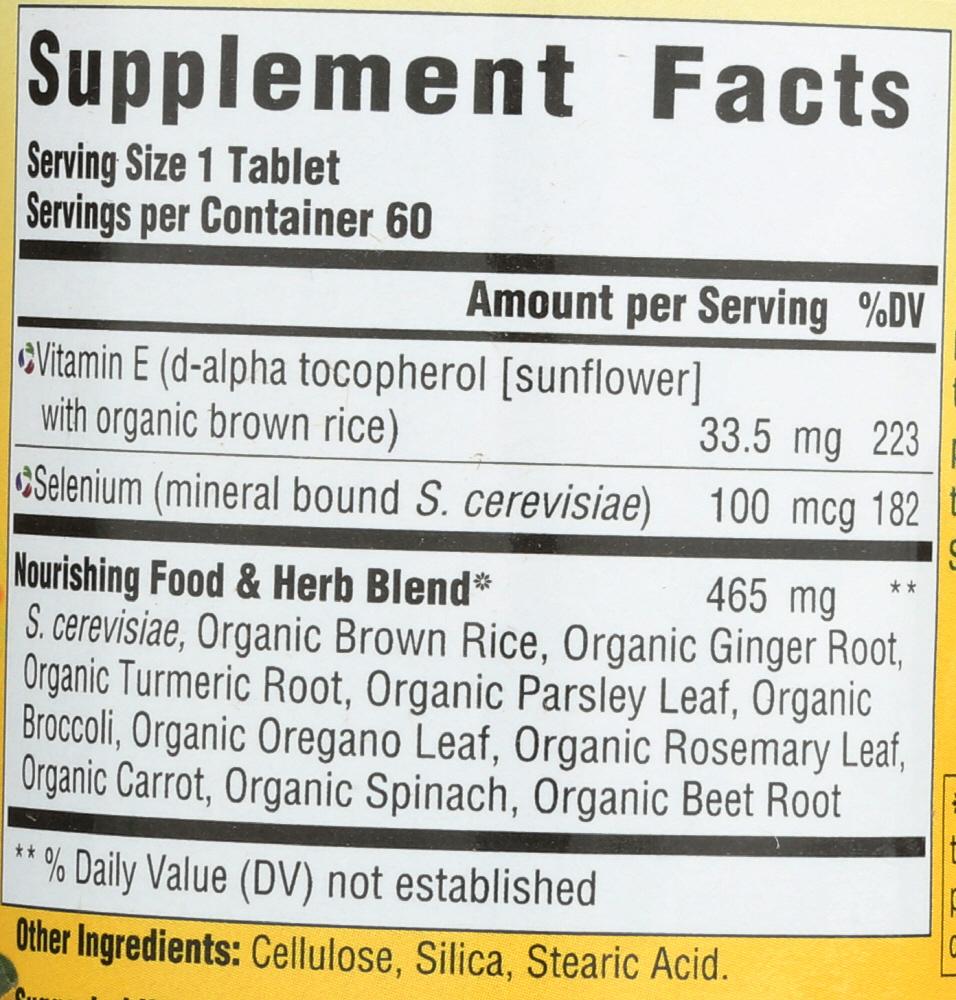 Supplement Facts
Serving Size 1 Tablet
Servings per Container 60
Amount per Serving %DV
Vitamin E (d-alpha tocopherol [sunflower]
with organic brown rice) 33.5 mg 223
Selenium (mineral bound S. cerevisiae) 100 mcg 182
Nourishing Food & Herb Blend* 465 mg **
S. cerevisiae, Organic Brown Rice, Organic Ginger Root,
Organic Turmeric Root, Organic Parsley Leaf, Organic
Broccoli, Organic Oregano Leaf, Organic Rosemary Leaf,
Organic Carrot, Organic Spinach, Organic Beet Root
** % Daily Value (DV) not established
Other Ingredients: Cellulose, Silica, Stearic Acid.